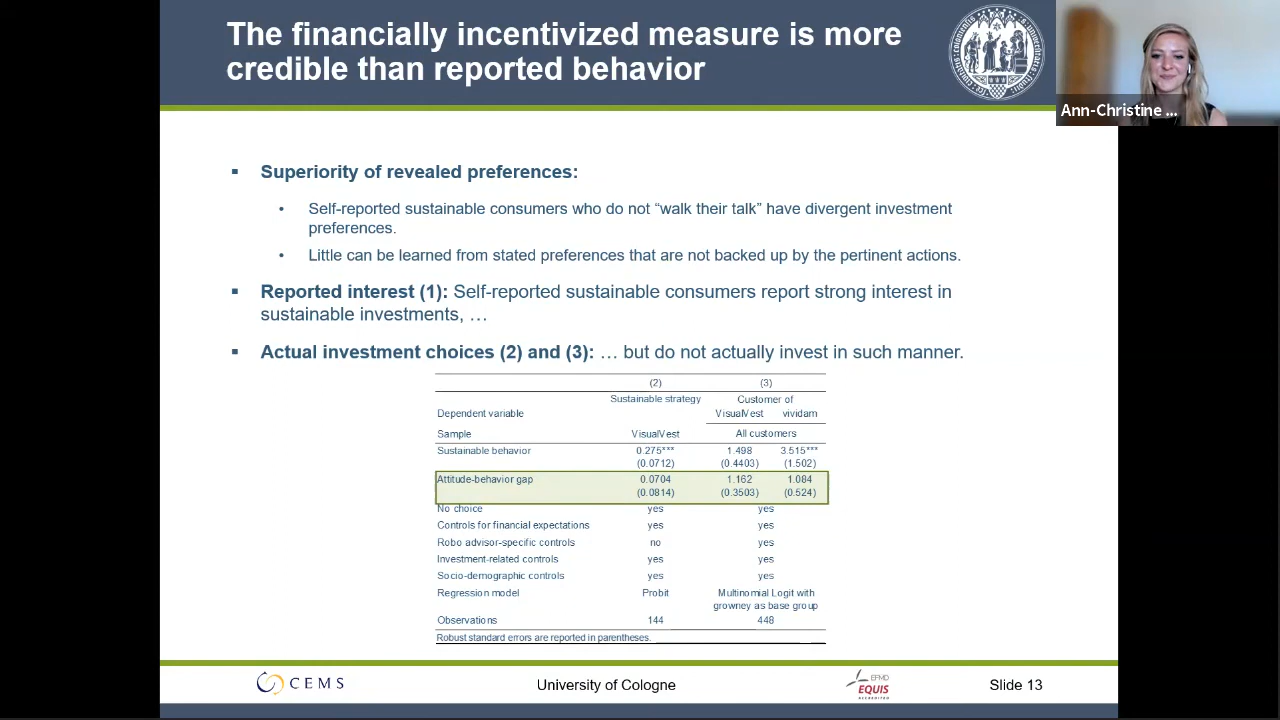 The financially incentivized measure is more
credible than reported behavior
Ann-Christine ...
▪ Superiority of revealed preferences:
• Self-reported sustainable consumers who do not “walk their talk” have divergent investment
preferences.
• Little can be learned from stated preferences that are not backed up by the pertinent actions.
▪ Reported interest (1): Self-reported sustainable consumers report strong interest in
sustainable investments, …
▪ Actual investment choices (2) and (3): … but do not actually invest in such manner.
(2) (3)
Sustainable strategy Customer of
Dependent variable VisualVest vividam
Sample VisualVest All customers
Sustainable behavior 0.275*** 1.498 3.515***
(0.0712) (0.4403) (1.502)
Attitude-behavior gap 0.0704 1.162 1.084
(0.0814) (0.3503) (0.524)
No choice yes yes
Controls for financial expectations yes yes
Robo advisor-specific controls no yes
Investment-related controls yes yes
Socio-demographic controls yes yes
Regression model Probit Multinomial Logit with
growney as base group
Observations 144 448
Robust standard errors are reported in parentheses.
CEMS University of Cologne EFMD EQUIS ACCREDITED Slide 13